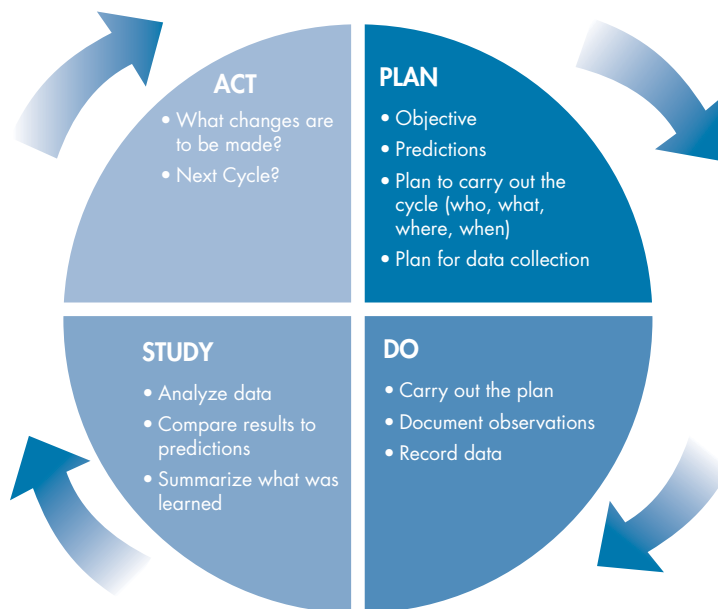 ACT
• What changes are
to be made?
• Next Cycle?
PLAN
• Objective
• Predictions
• Plan to carry out the
cycle (who, what,
where, when)
• Plan for data collection
STUDY
• Analyze data
• Compare results to
predictions
• Summarize what was
learned
DO
• Carry out the plan
• Document observations
• Record data